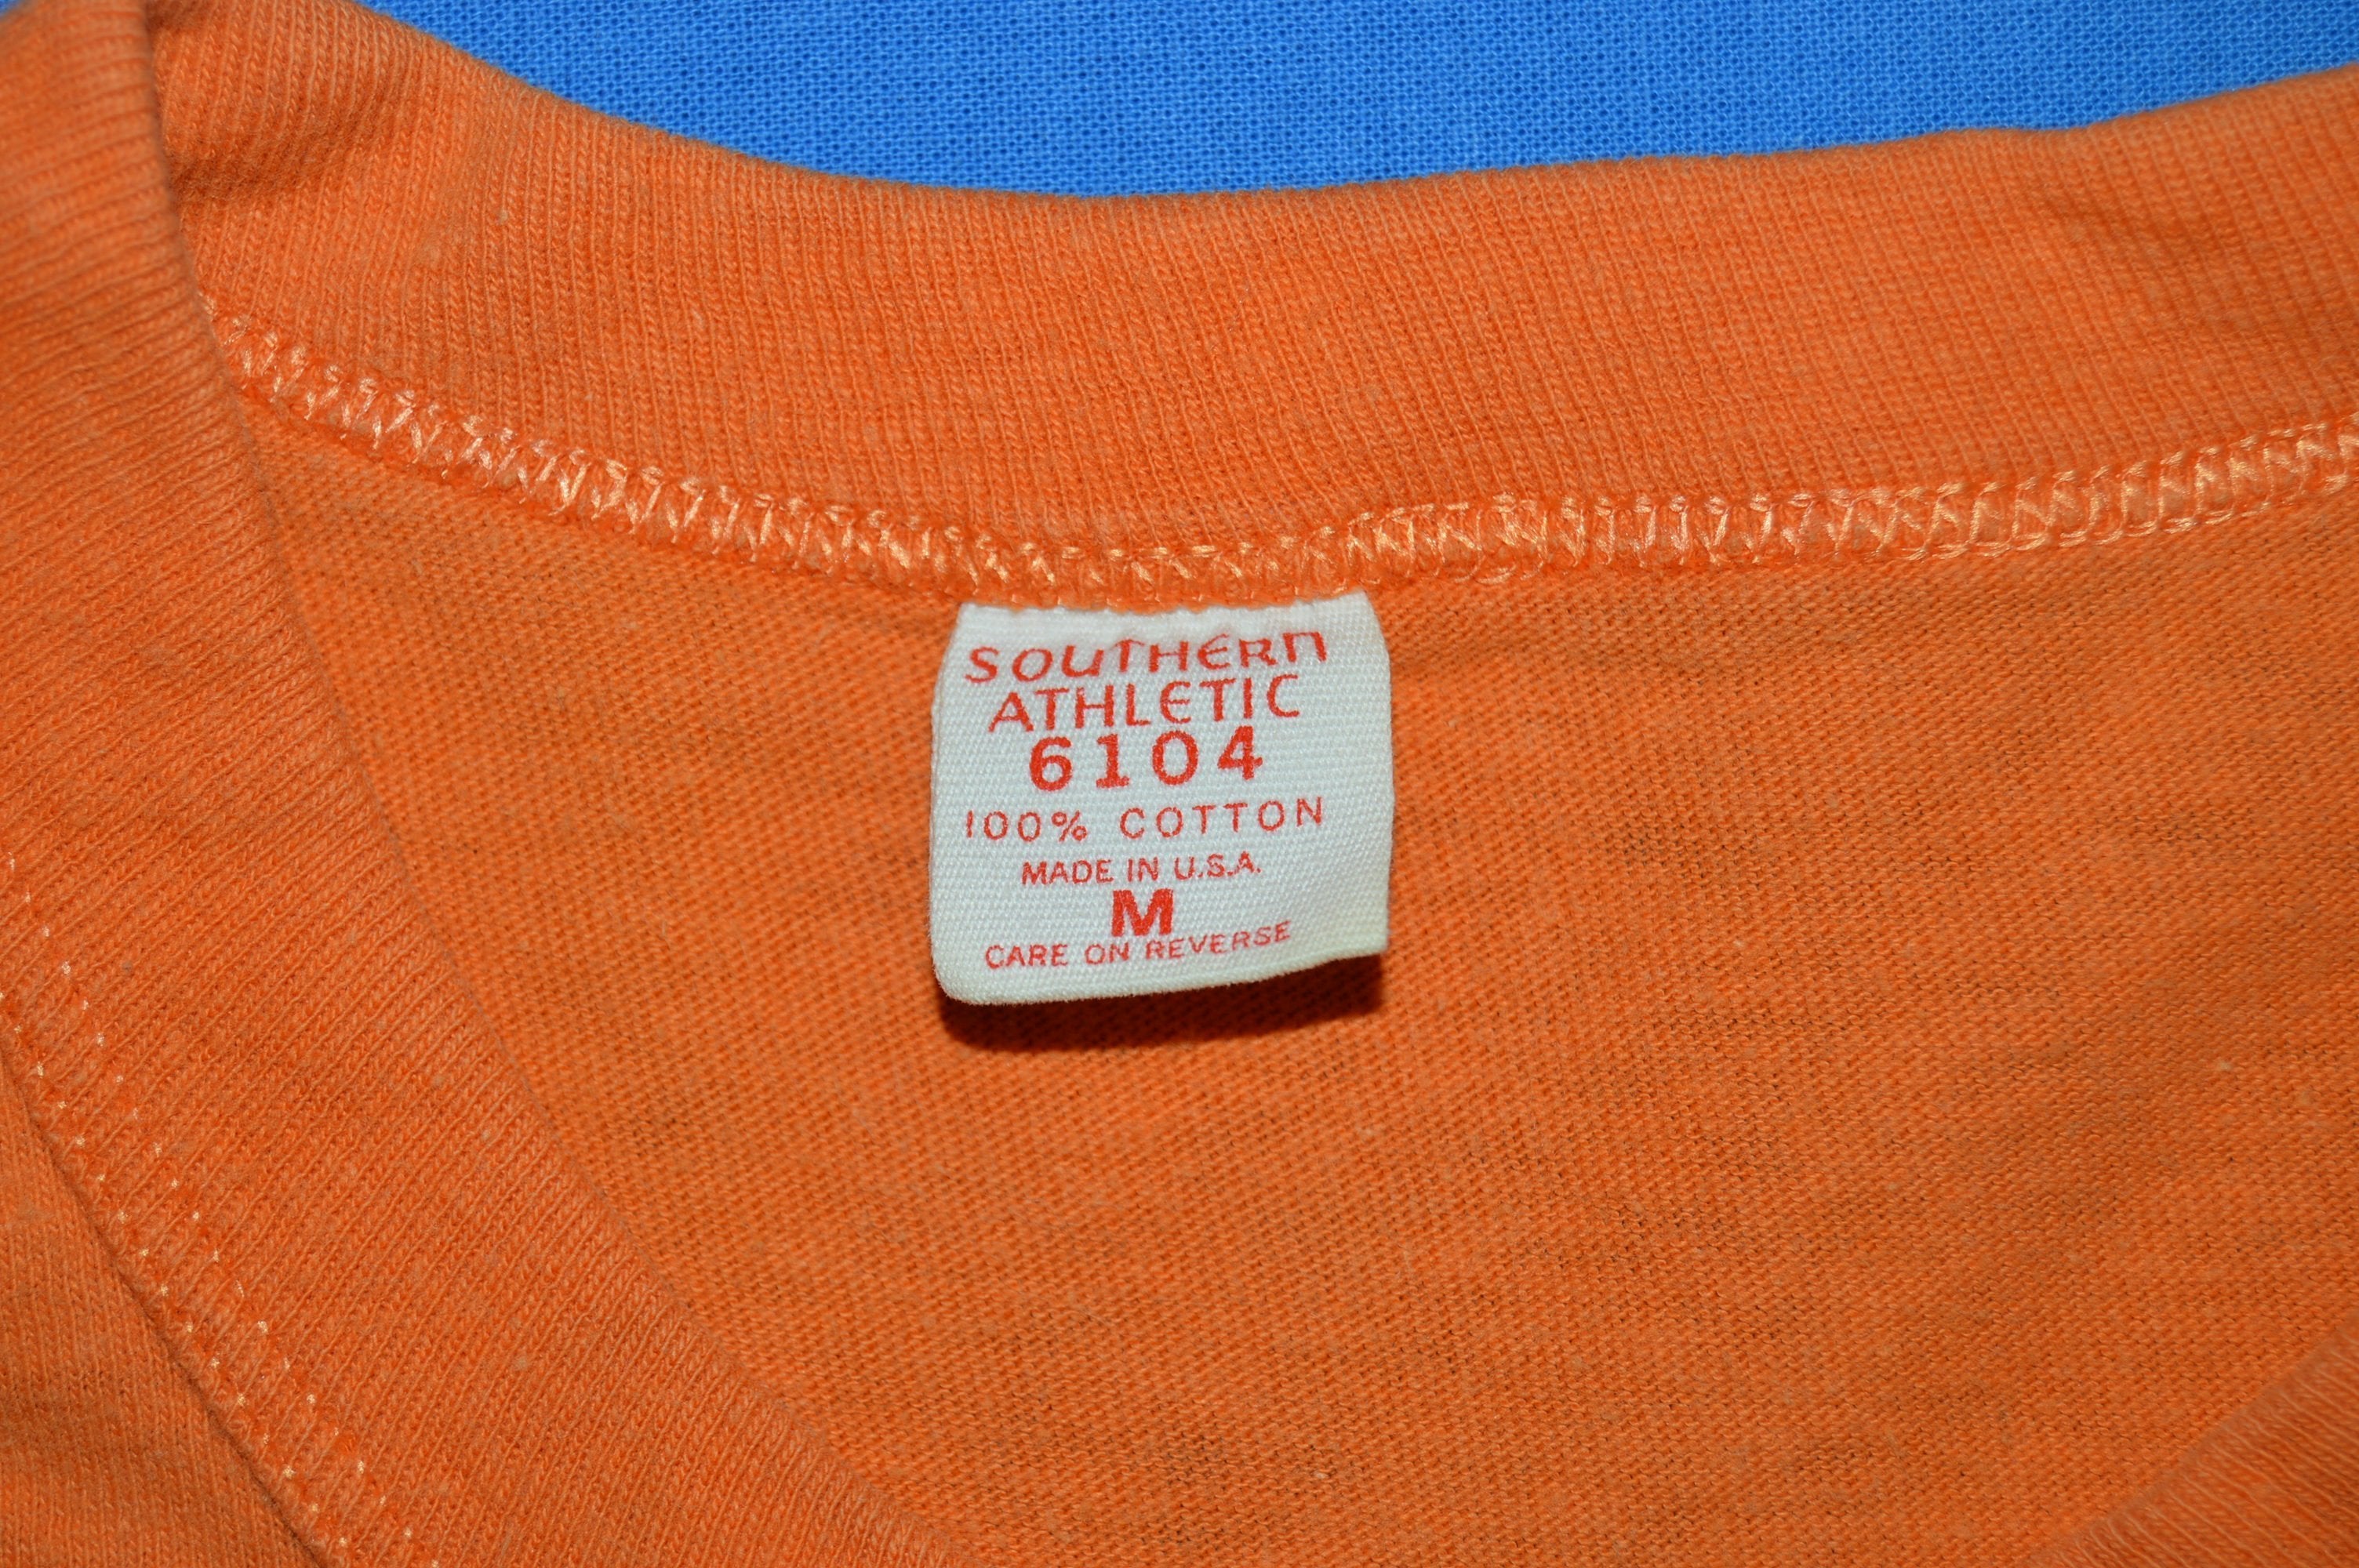 SOUTHERN
ATHLETIC
6104
100% COTTON
MADE IN U.S.A.
M
CARE ON REVERSE